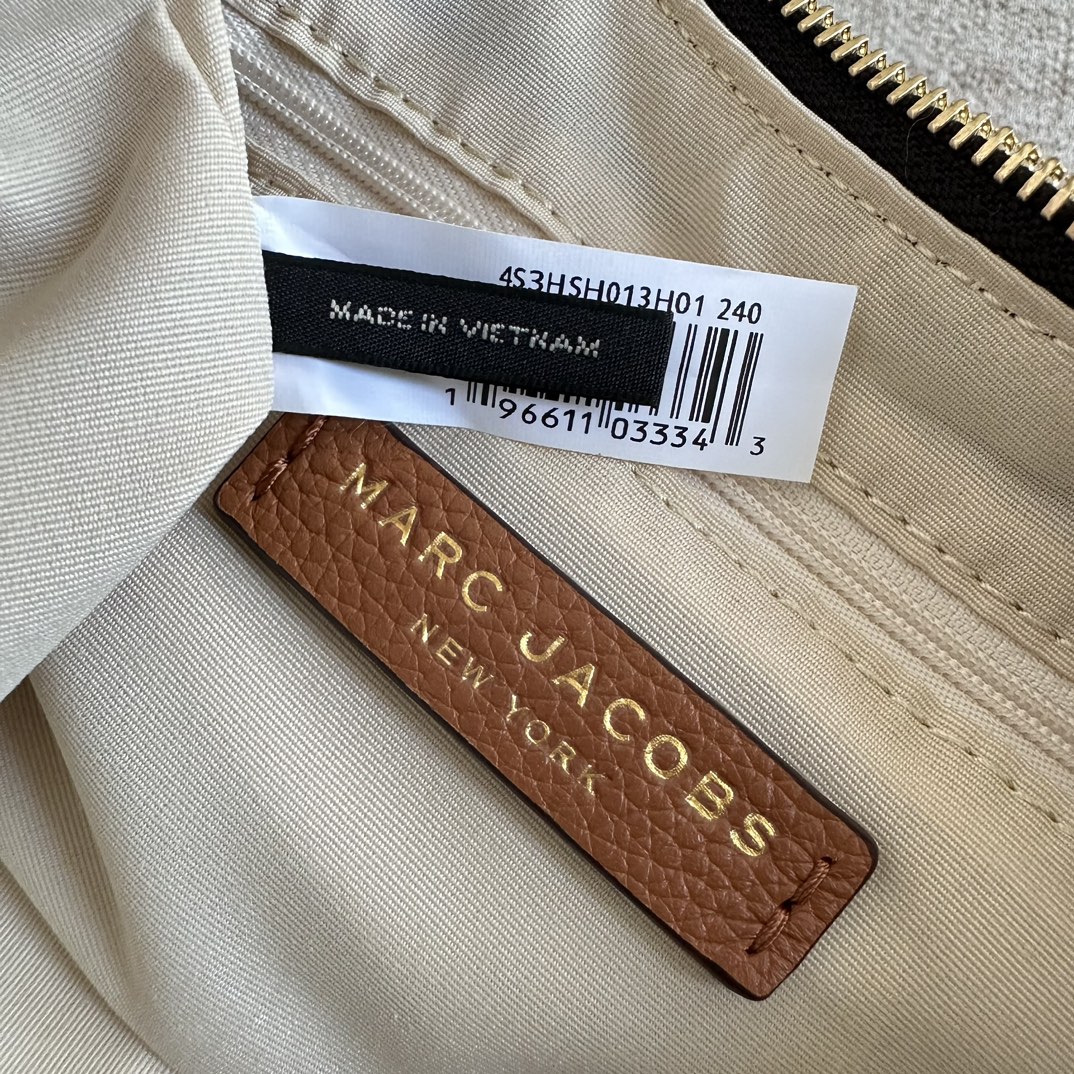 4S3HSH013H01 240
MADE IN VIETNAM
1 96611 03334 3
MARC JACOBS
NEW YORK